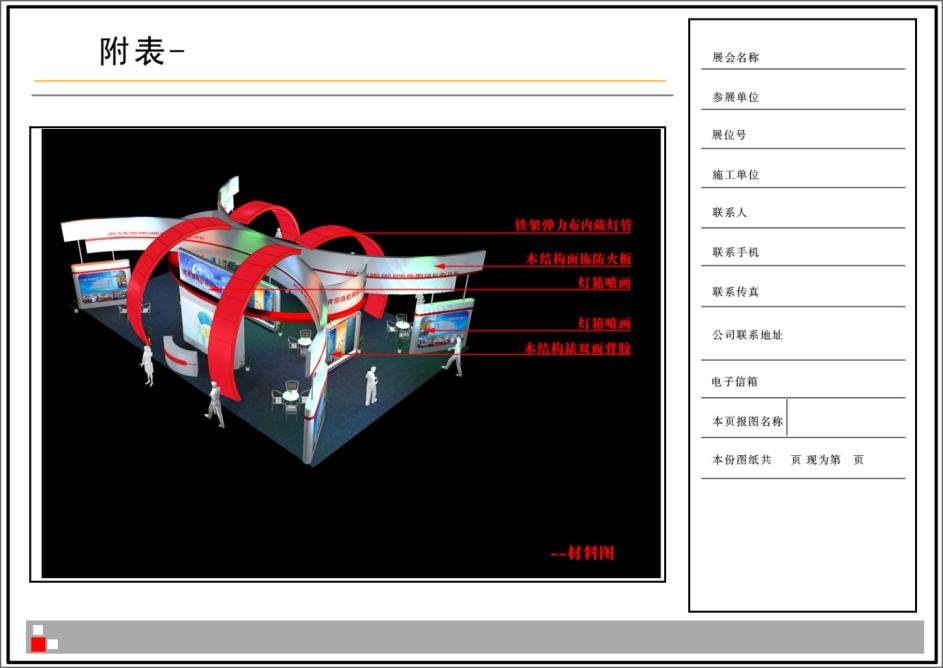 附表-
铁架弹力布内藏灯管
木结构面饰防火板
灯箱喷画
灯箱喷画
木结构裱双面背胶
--材料图
展会名称
参展单位
展位号
施工单位
联系人
联系手机
联系传真
公司联系地址
电子信箱
本页报图名称
本份图纸共 页 现为第 页